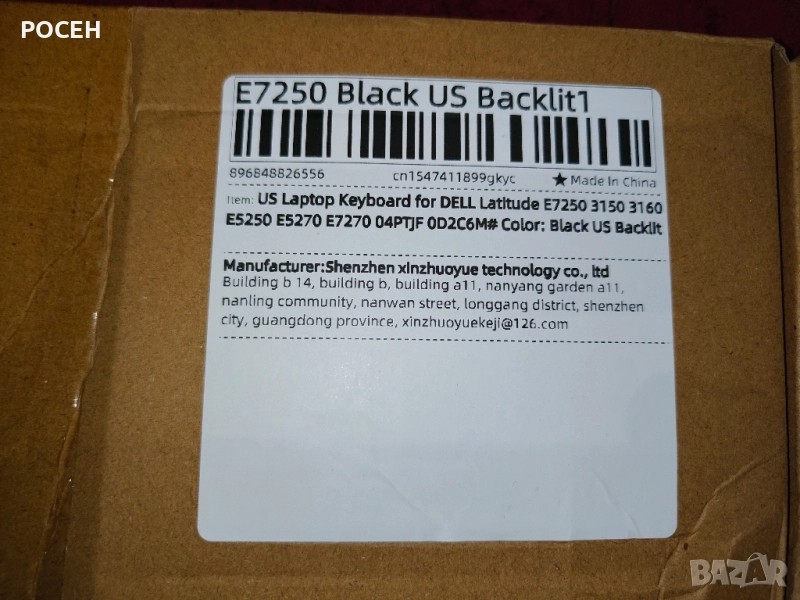 РОСЕН
E7250 Black US Backlit1
896848826556 cn1547411899gkyc ★ Made In China
Item: US Laptop Keyboard for DELL Latitude E7250 3150 3160
E5250 E5270 E7270 04PTJF 0D2C6M# Color: Black US Backlit
Manufacturer:Shenzhen xinzhuoyue technology co., ltd
Building b 14, building b, building a11, nanyang garden a11,
nanling community, nanwan street, longgang district, shenzhen
city, guangdong province, xinzhuoyuekeji@126.com
BAZAR